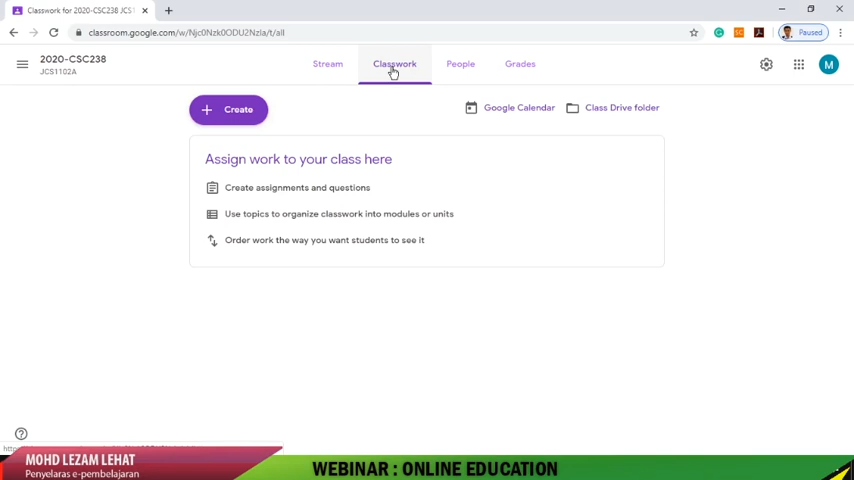 Classwork for 2020-CSC238 JCS1
classroom.google.com/w/Njc0Nzk0ODU2Nzla/t/all
Paused
2020-CSC238
JCS1102A
Stream
Classwork
People
Grades
M
Create
Google Calendar
Class Drive folder
Assign work to your class here
Create assignments and questions
Use topics to organize classwork into modules or units
Order work the way you want students to see it
MOHD LEZAM LEHAT
Penyelaras e-pembelajaran
WEBINAR : ONLINE EDUCATION